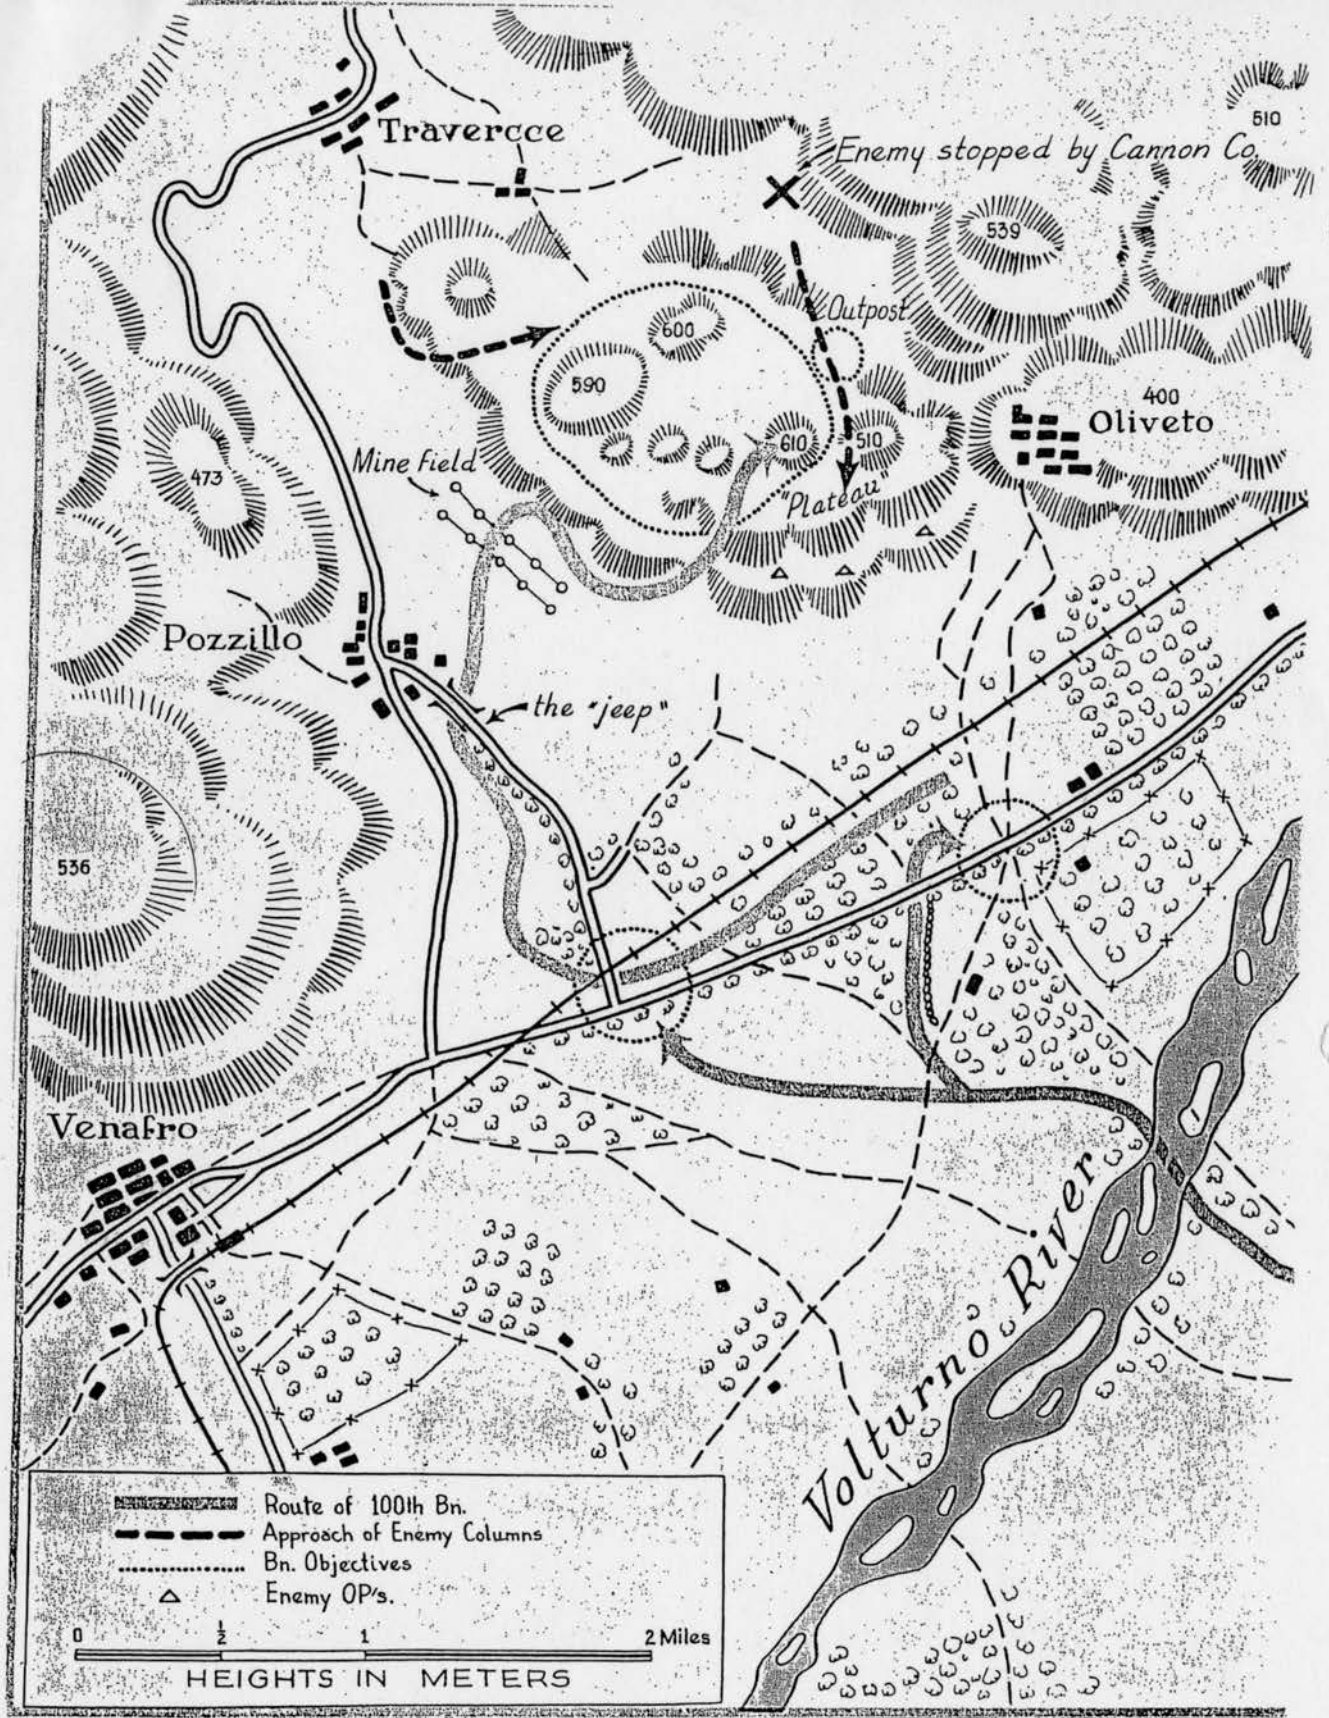 Travercce
510
Enemy stopped by Cannon Co.
539
Outpost
600
590
400
Oliveto
473
Mine Field
610
510
"Plateau"
Pozzillo
the "jeep"
536
Venafro
Volturno River
Route of 100th Bn.
Approach of Enemy Columns
Bn. Objectives
Enemy OP's.
0 ½ 1 2 Miles
HEIGHTS IN METERS